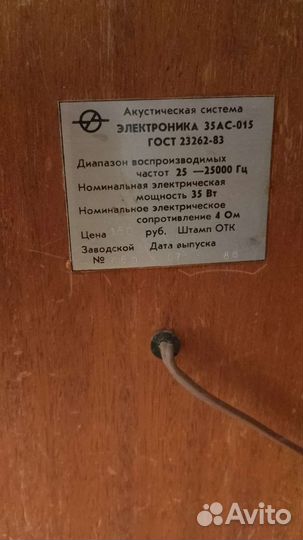 Акустическая система
ЭЛЕКТРОНИКА 35АС-015
ГОСТ 23262-83
Диапазон воспроизводимых
частот 25 —25000 Гц
Номинальная электрическая
мощность 35 Вт
Номинальное электрическое
сопротивление 4 Ом
Цена руб. Штамп ОТК
Заводской Дата выпуска
№
Avito